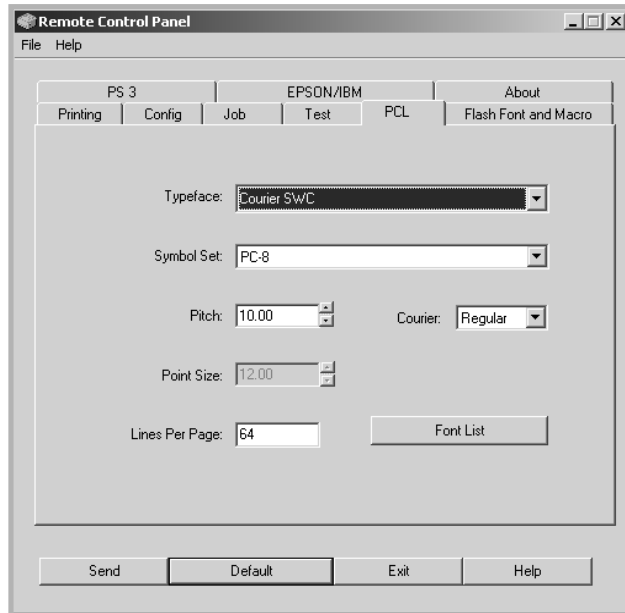 Remote Control Panel
File Help
PS 3 EPSON/IBM About
Printing Config Job Test PCL Flash Font and Macro
Typeface: Courier SWC
Symbol Set: PC-8
Pitch: 10.00 Courier: Regular
Point Size: 12.00
Lines Per Page: 64 Font List
Send Default Exit Help